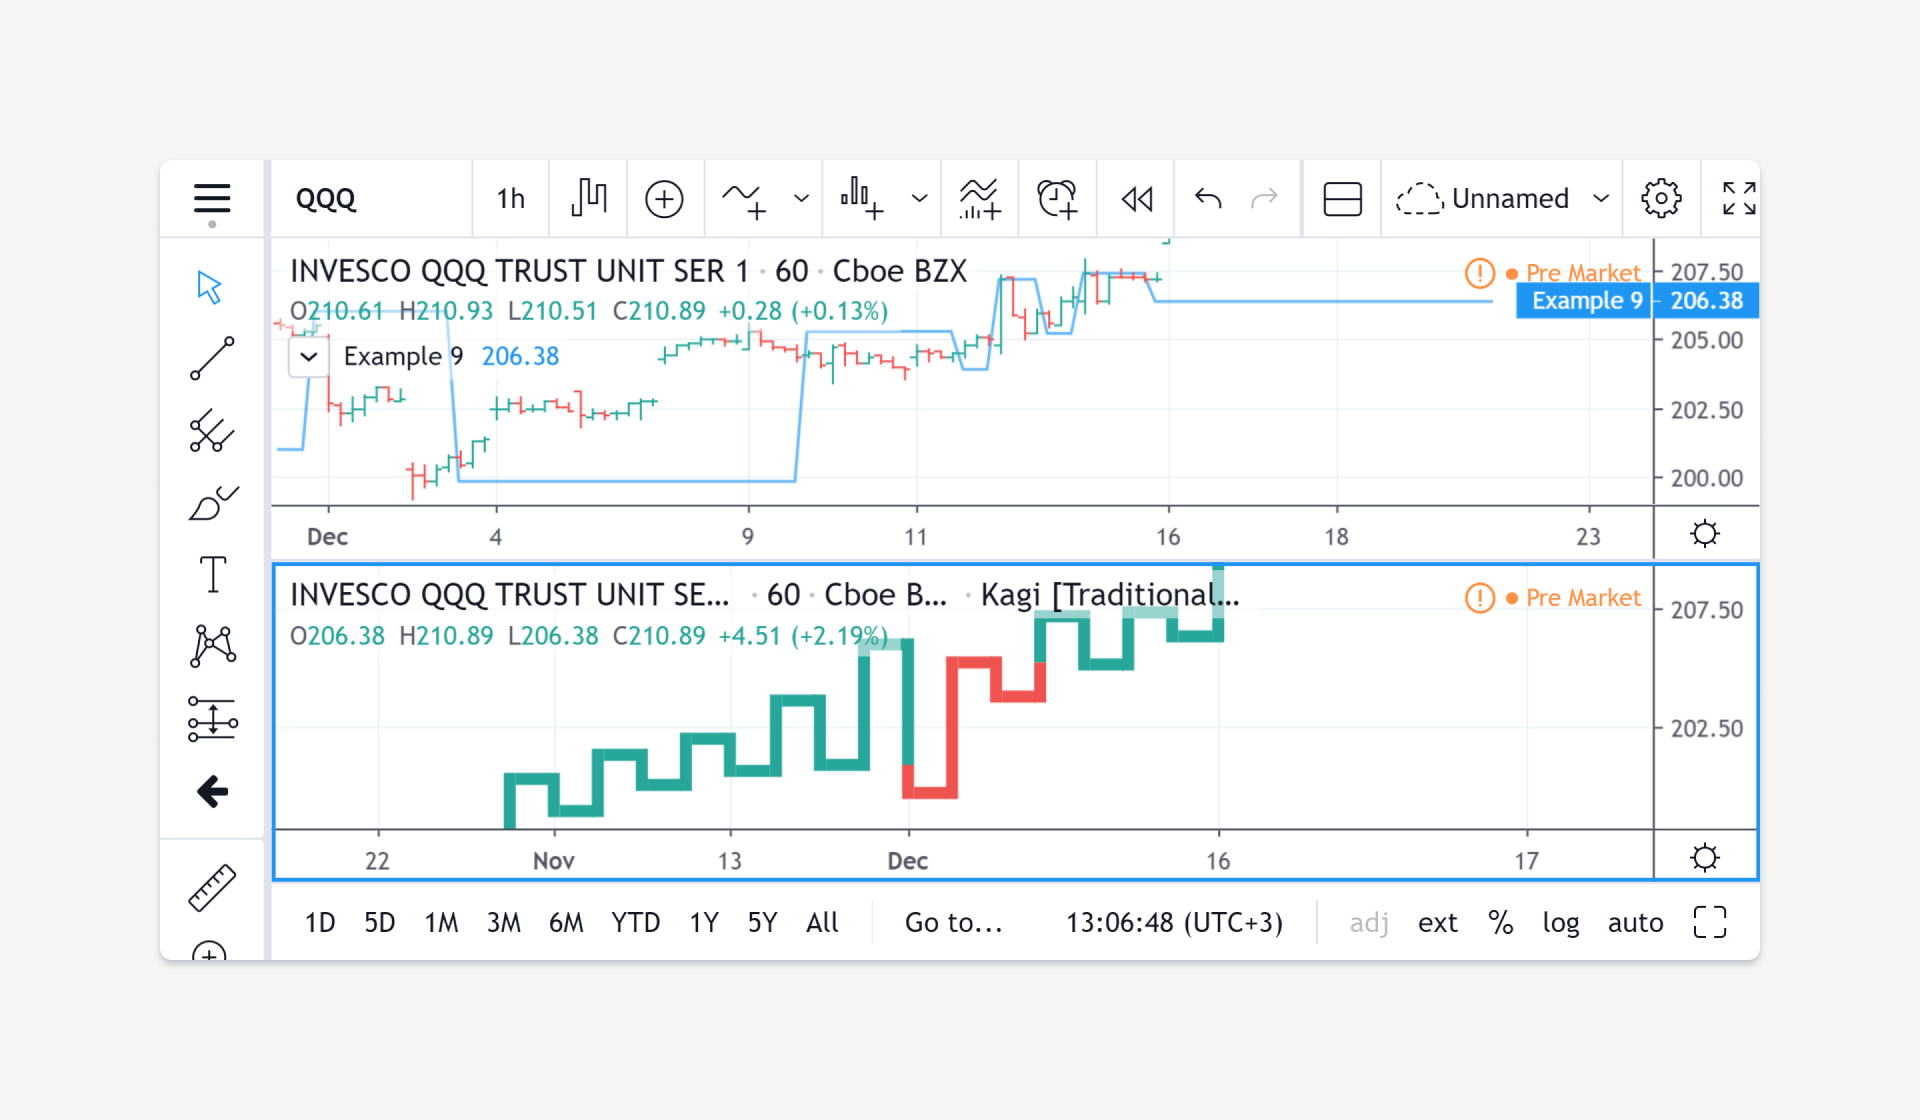 QQQ 1h Unnamed
INVESCO QQQ TRUST UNIT SER 1 · 60 · Cboe BZX
! Pre Market 207.50
Example 9 206.38
O210.61 H210.93 L210.51 C210.89 +0.28 (+0.13%)
205.00
Example 9 206.38
202.50
200.00
Dec 4 9 11 16 18 23
INVESCO QQQ TRUST UNIT SE... · 60 · Cboe B... · Kagi [Traditional...
! Pre Market 207.50
O206.38 H210.89 L206.38 C210.89 +4.51 (+2.19%)
202.50
22 Nov 13 Dec 16 17
1D 5D 1M 3M 6M YTD 1Y 5Y All Go to... 13:06:48 (UTC+3) adj ext % log auto